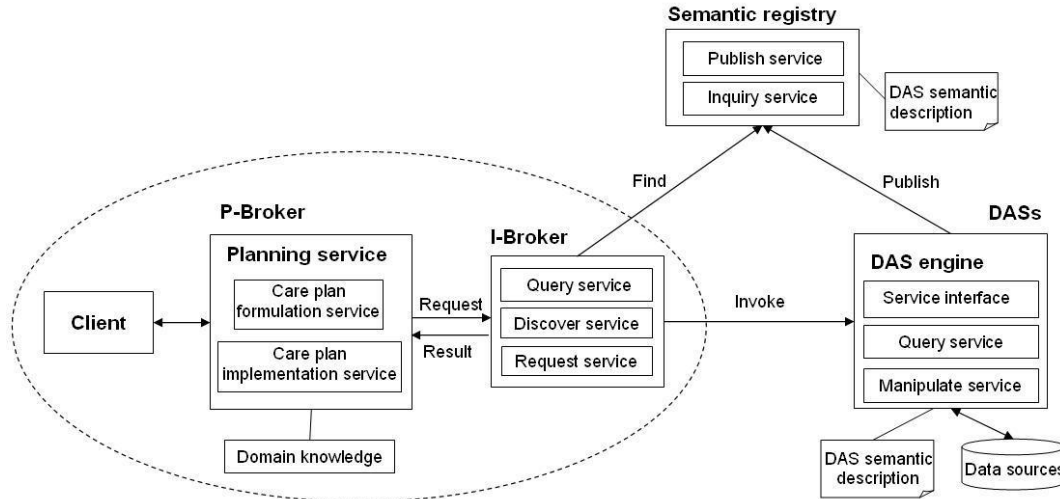 Semantic registry
Publish service
Inquiry service
DAS semantic
description
Find
Publish
P-Broker
I-Broker
DASs
Planning service
Care plan
formulation service
Care plan
implementation service
Client
Request
Result
Query service
Discover service
Request service
Invoke
DAS engine
Service interface
Query service
Manipulate service
Domain knowledge
DAS semantic
description
Data sources